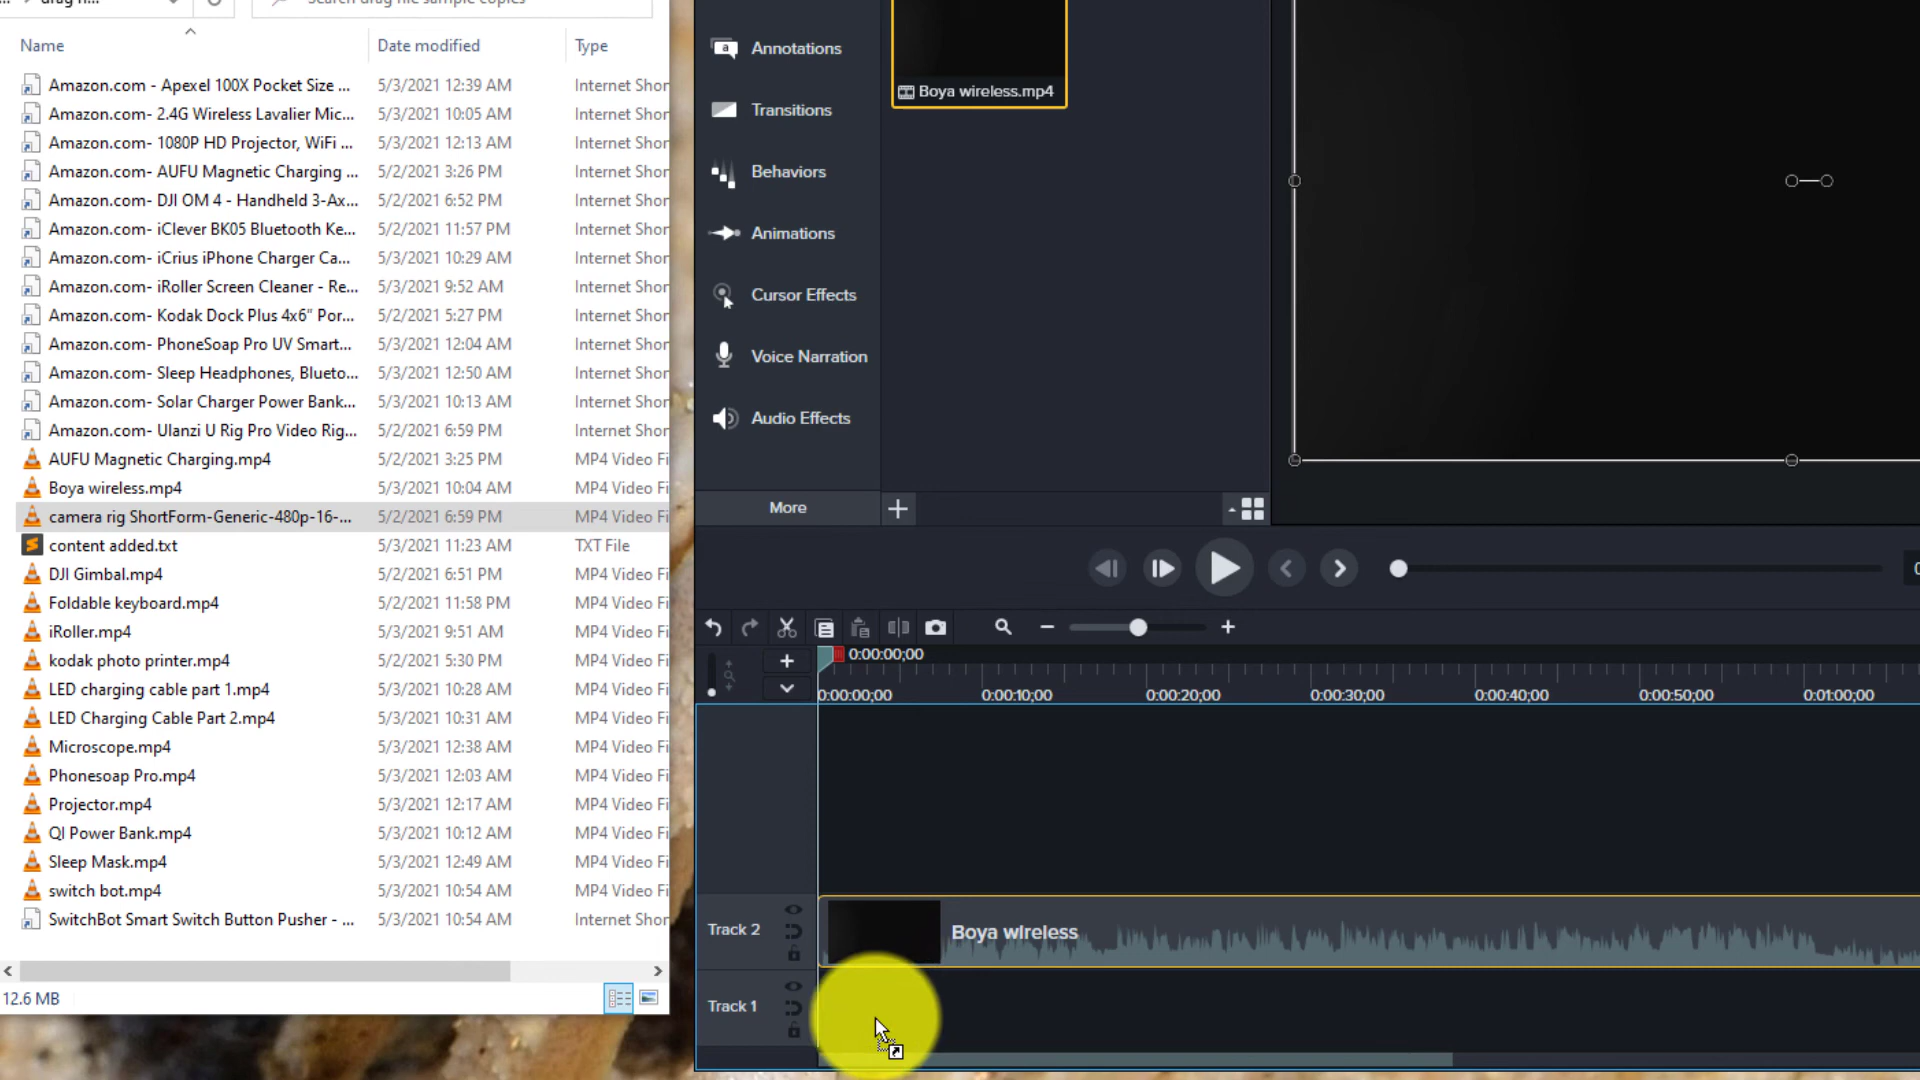 Name
Date modified
Type
Amazon.com - Apexel 100X Pocket Size ... 5/3/2021 12:39 AM Internet Shor
Amazon.com- 2.4G Wireless Lavalier Mic... 5/3/2021 10:05 AM Internet Shor
Amazon.com- 1080P HD Projector, WiFi ... 5/3/2021 12:13 AM Internet Shor
Amazon.com- AUFU Magnetic Charging ... 5/2/2021 3:26 PM Internet Shor
Amazon.com- DJI OM 4 - Handheld 3-Ax... 5/2/2021 6:52 PM Internet Shor
Amazon.com- iClever BK05 Bluetooth Ke... 5/2/2021 11:57 PM Internet Shor
Amazon.com- iCrius iPhone Charger Ca... 5/3/2021 10:29 AM Internet Shor
Amazon.com- iRoller Screen Cleaner - Re... 5/3/2021 9:52 AM Internet Shor
Amazon.com- Kodak Dock Plus 4x6“ Por... 5/2/2021 5:27 PM Internet Shor
Amazon.com- PhoneSoap Pro UV Smart... 5/3/2021 12:04 AM Internet Shor
Amazon.com- Sleep Headphones, Blueto... 5/3/2021 12:50 AM Internet Shor
Amazon.com- Solar Charger Power Bank... 5/3/2021 10:13 AM Internet Shor
Amazon.com- Ulanzi U Rig Pro Video Rig... 5/2/2021 6:59 PM Internet Shor
AUFU Magnetic Charging.mp4 5/2/2021 3:25 PM MP4 Video Fi
Boya wireless.mp4 5/3/2021 10:04 AM MP4 Video Fi
camera rig ShortForm-Generic-480p-16-... 5/2/2021 6:59 PM MP4 Video Fi
content added.txt 5/3/2021 11:23 AM TXT File
DJI Gimbal.mp4 5/2/2021 6:51 PM MP4 Video Fi
Foldable keyboard.mp4 5/2/2021 11:58 PM MP4 Video Fi
iRoller.mp4 5/3/2021 9:51 AM MP4 Video Fi
kodak photo printer.mp4 5/2/2021 5:30 PM MP4 Video Fi
LED charging cable part 1.mp4 5/3/2021 10:28 AM MP4 Video Fi
LED Charging Cable Part 2.mp4 5/3/2021 10:31 AM MP4 Video Fi
Microscope.mp4 5/3/2021 12:38 AM MP4 Video Fi
Phonesoap Pro.mp4 5/3/2021 12:03 AM MP4 Video Fi
Projector.mp4 5/3/2021 12:17 AM MP4 Video Fi
QI Power Bank.mp4 5/3/2021 10:12 AM MP4 Video Fi
Sleep Mask.mp4 5/3/2021 12:49 AM MP4 Video Fi
switch bot.mp4 5/3/2021 10:54 AM MP4 Video Fi
SwitchBot Smart Switch Button Pusher - ... 5/3/2021 10:54 AM Internet Shor
12.6 MB
Annotations
Transitions
Behaviors
Animations
Cursor Effects
Voice Narration
Audio Effects
More
Boya wireless.mp4
0:00:00;00
0:00:00;00 0:00:10;00 0:00:20;00 0:00:30;00 0:00:40;00 0:00:50;00 0:01:00;00
Track 2
Boya wireless
Track 1